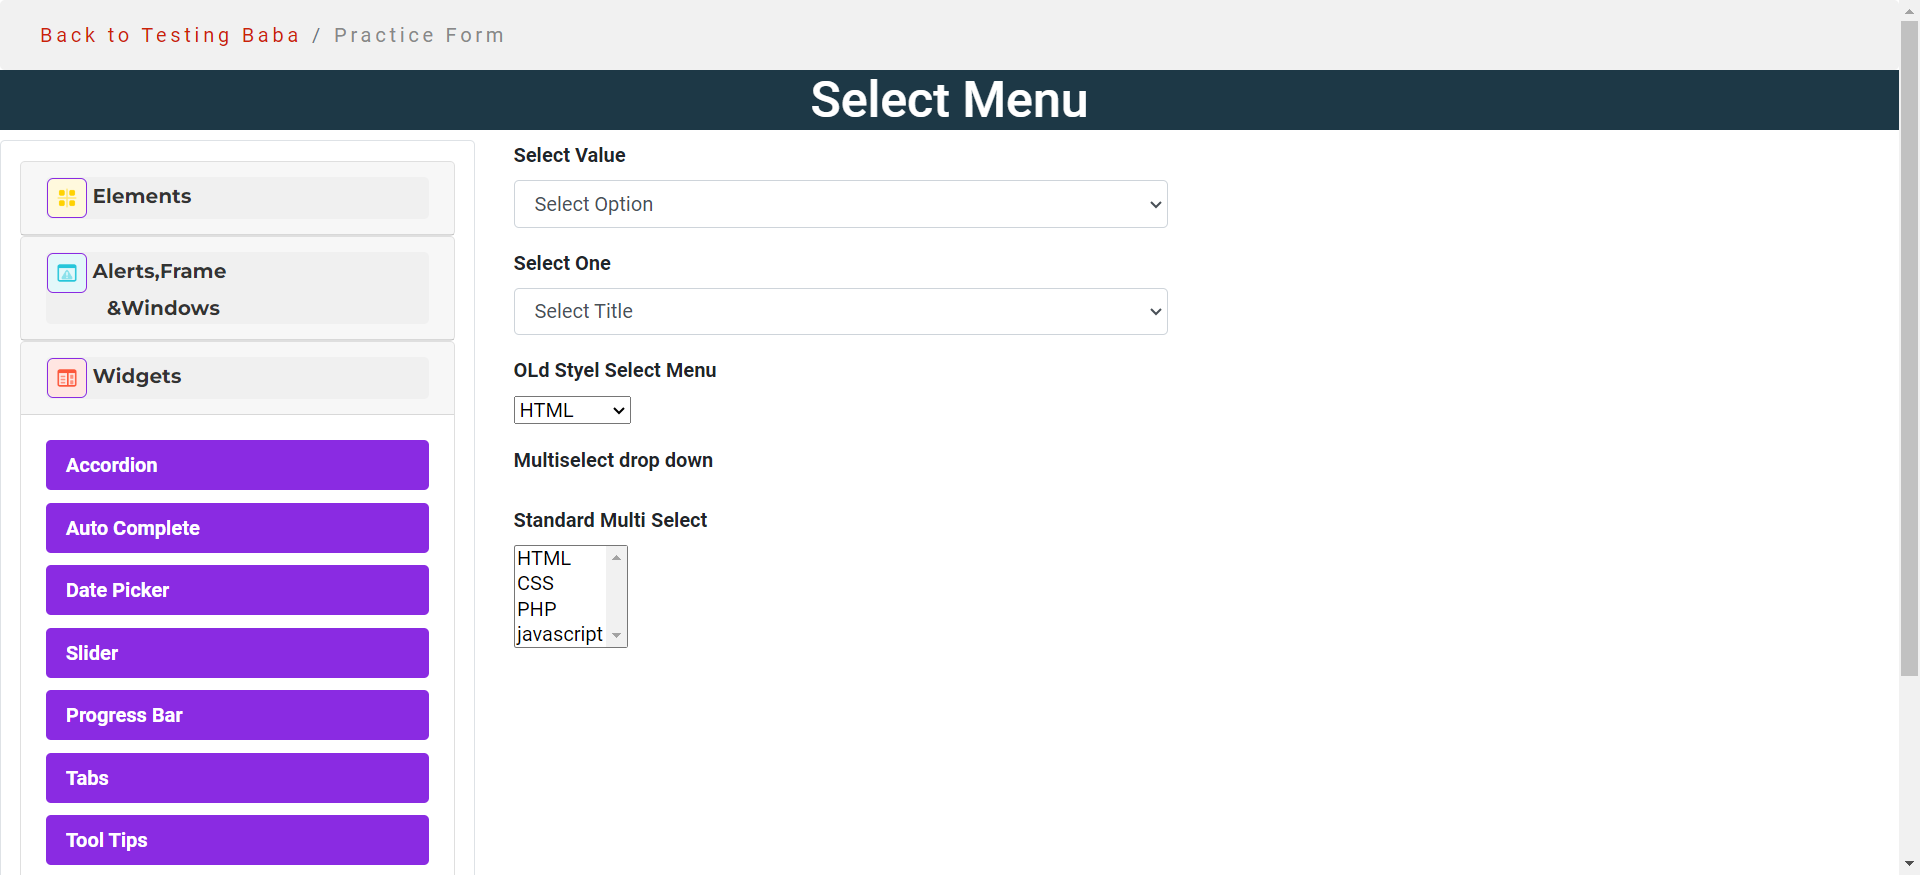 Back to Testing Baba / Practice Form
Select Menu
Elements
Alerts,Frame
&Windows
Widgets
Accordion
Auto Complete
Date Picker
Slider
Progress Bar
Tabs
Tool Tips
Select Value
Select Option
Select One
Select Title
OLd Styel Select Menu
HTML
Multiselect drop down
Standard Multi Select
HTML
CSS
PHP
javascript